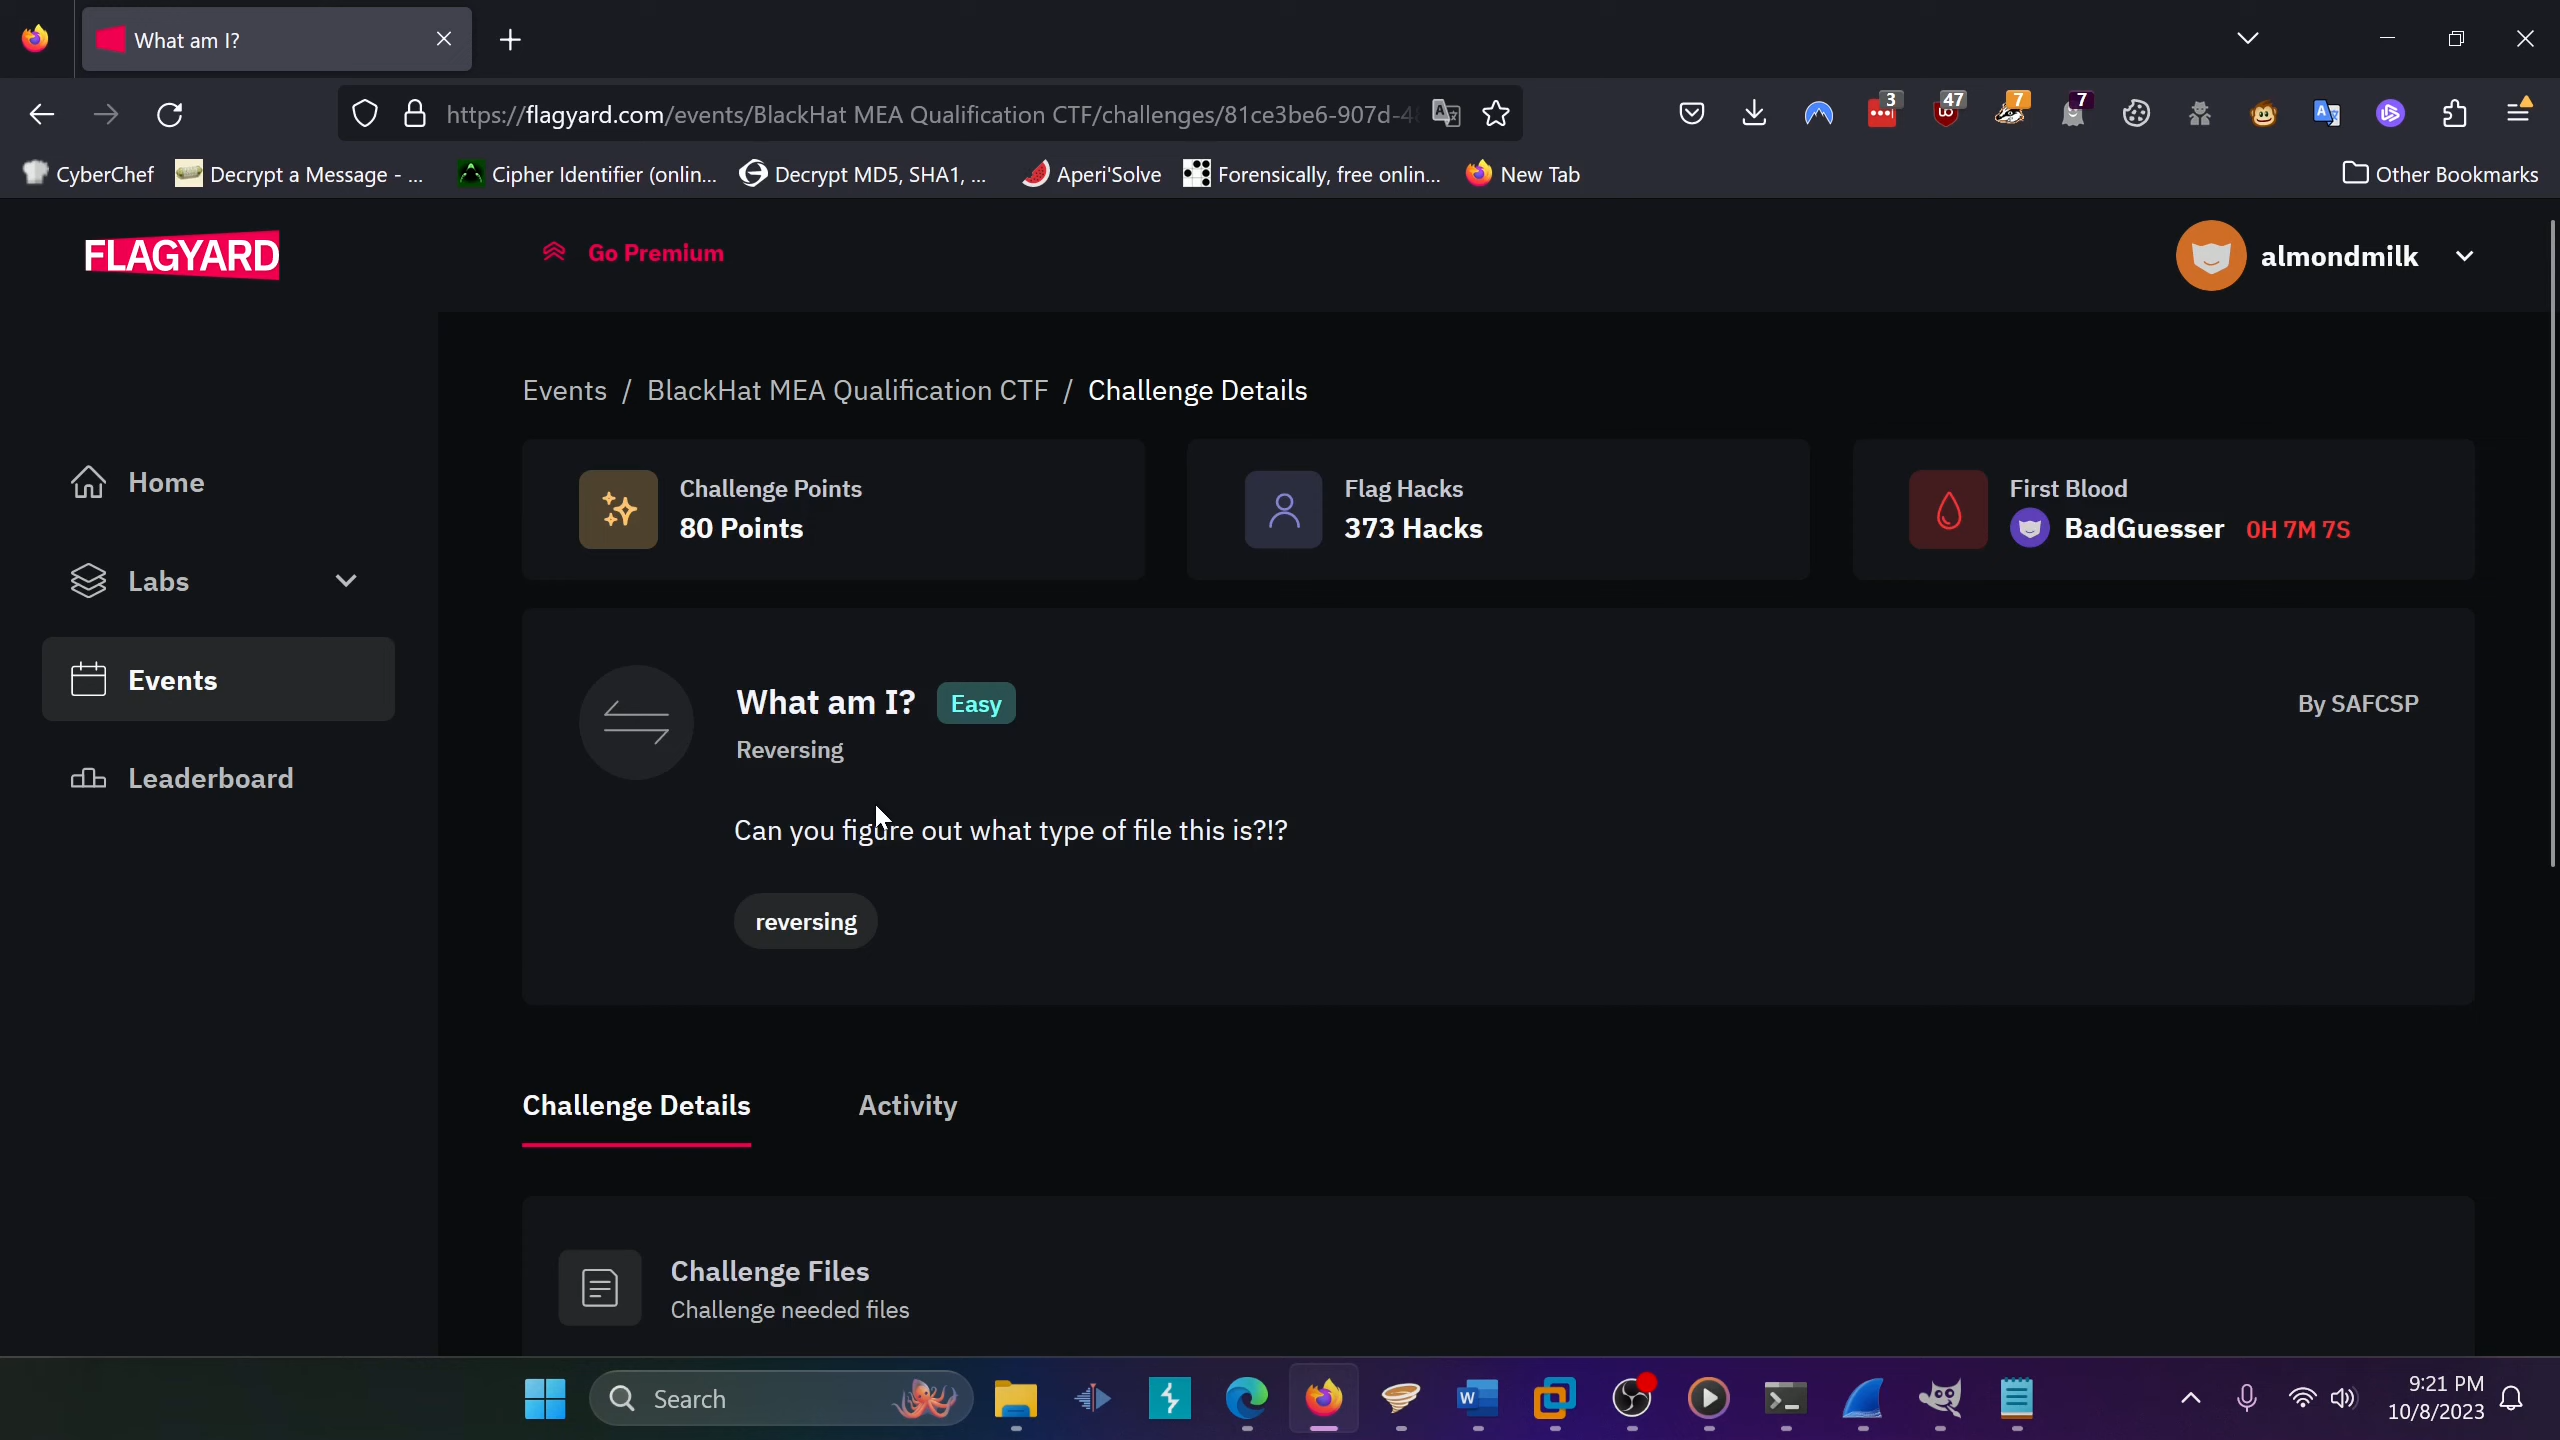 What am I?
https://flagyard.com/events/BlackHat MEA Qualification CTF/challenges/81ce3be6-907d-4
3
47
7
7
CyberChef
Decrypt a Message - ...
Cipher Identifier (onlin...
Decrypt MD5, SHA1, ...
Aperi'Solve
Forensically, free onlin...
New Tab
Other Bookmarks
FLAGYARD
Go Premium
almondmilk
Events / BlackHat MEA Qualification CTF / Challenge Details
Home
Labs
Events
Leaderboard
Challenge Points
80 Points
Flag Hacks
373 Hacks
First Blood
BadGuesser 0H 7M 7S
What am I? Easy
By SAFCSP
Reversing
Can you figure out what type of file this is?!?
reversing
Challenge Details
Activity
Challenge Files
Challenge needed files
Search
9:21 PM
10/8/2023